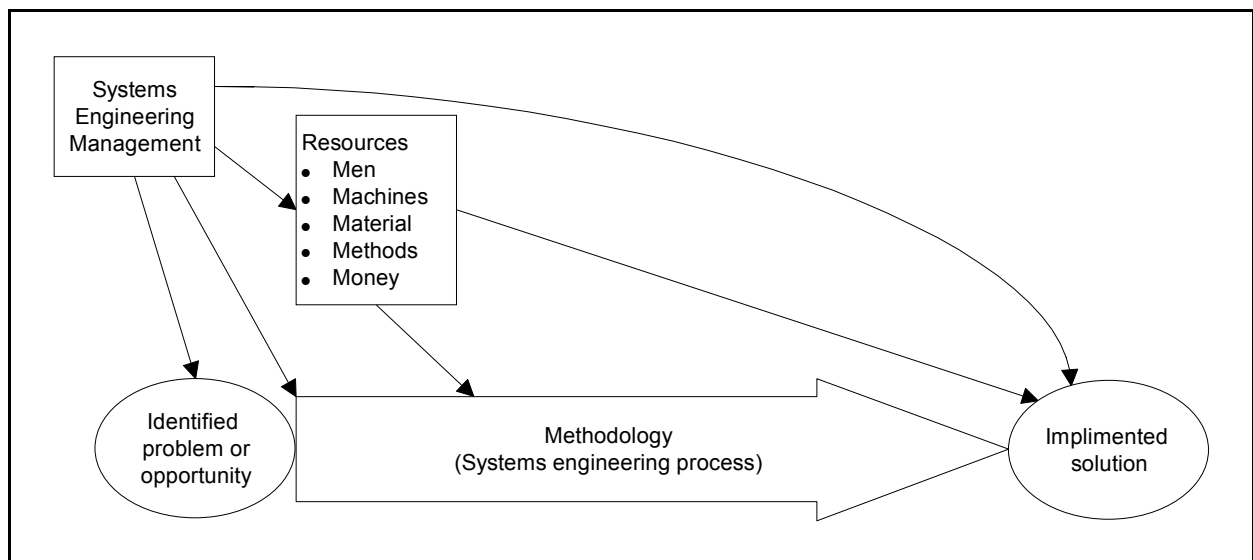 Systems
Engineering
Management
Resources
• Men
• Machines
• Material
• Methods
• Money
Identified
problem or
opportunity
Methodology
(Systems engineering process)
Implimented
solution